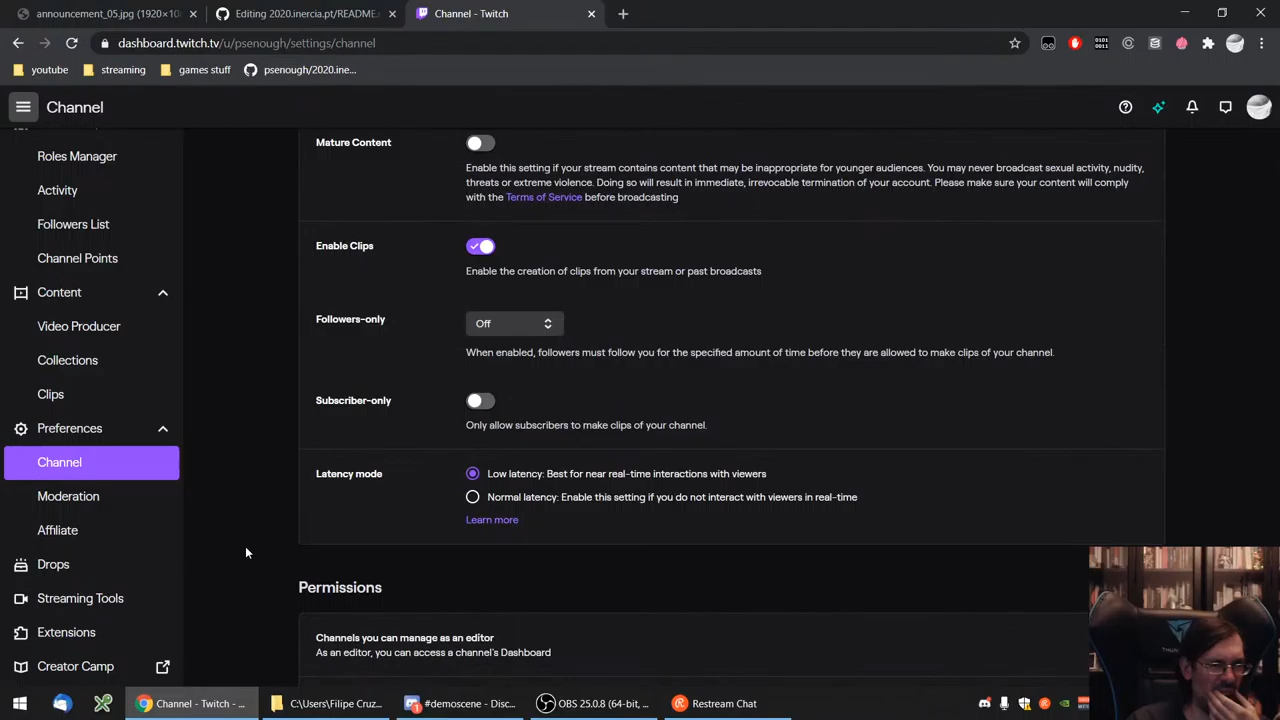 announcement_05.jpg (1920×10
Editing 2020.inercia.pt/README.
Channel - Twitch
dashboard.twitch.tv/u/psenough/settings/channel
youtube
streaming
games stuff
psenough/2020.ine...
Channel
Roles Manager
Activity
Followers List
Channel Points
Content
Video Producer
Collections
Clips
Preferences
Channel
Moderation
Affiliate
Drops
Streaming Tools
Extensions
Creator Camp
Mature Content
Enable this setting if your stream contains content that may be inappropriate for younger audiences. You may never broadcast sexual activity, nudity,
threats or extreme violence. Doing so will result in immediate, irrevocable termination of your account. Please make sure your content will comply
with the Terms of Service before broadcasting
Enable Clips
Enable the creation of clips from your stream or past broadcasts
Followers-only
Off
When enabled, followers must follow you for the specified amount of time before they are allowed to make clips of your channel.
Subscriber-only
Only allow subscribers to make clips of your channel.
Latency mode
Low latency: Best for near real-time interactions with viewers
Normal latency: Enable this setting if you do not interact with viewers in real-time
Learn more
Permissions
Channels you can manage as an editor
As an editor, you can access a channel's Dashboard
THUN
Channel - Twitch - ...
C:\Users\Filipe Cruz...
#demoscene - Disc...
OBS 25.0.8 (64-bit, ...
Restream Chat